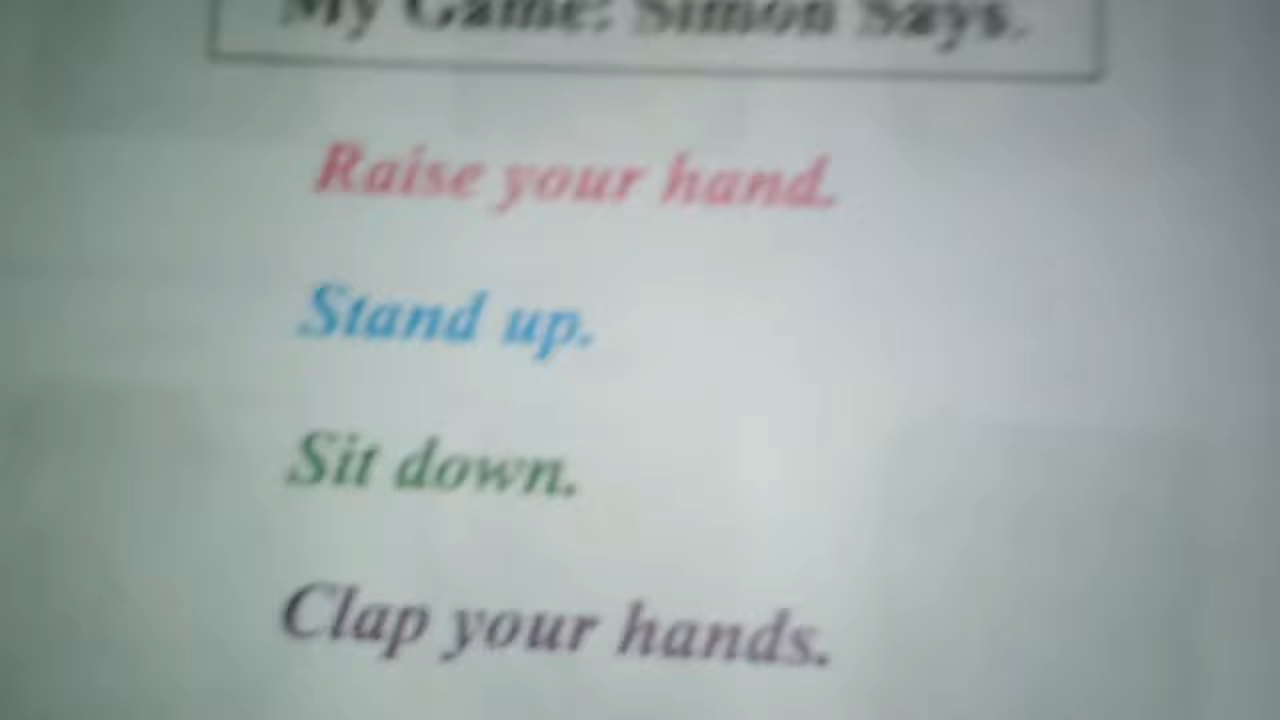 My Game: Simon Says.
Raise your hand.
Stand up.
Sit down.
Clap your hands.